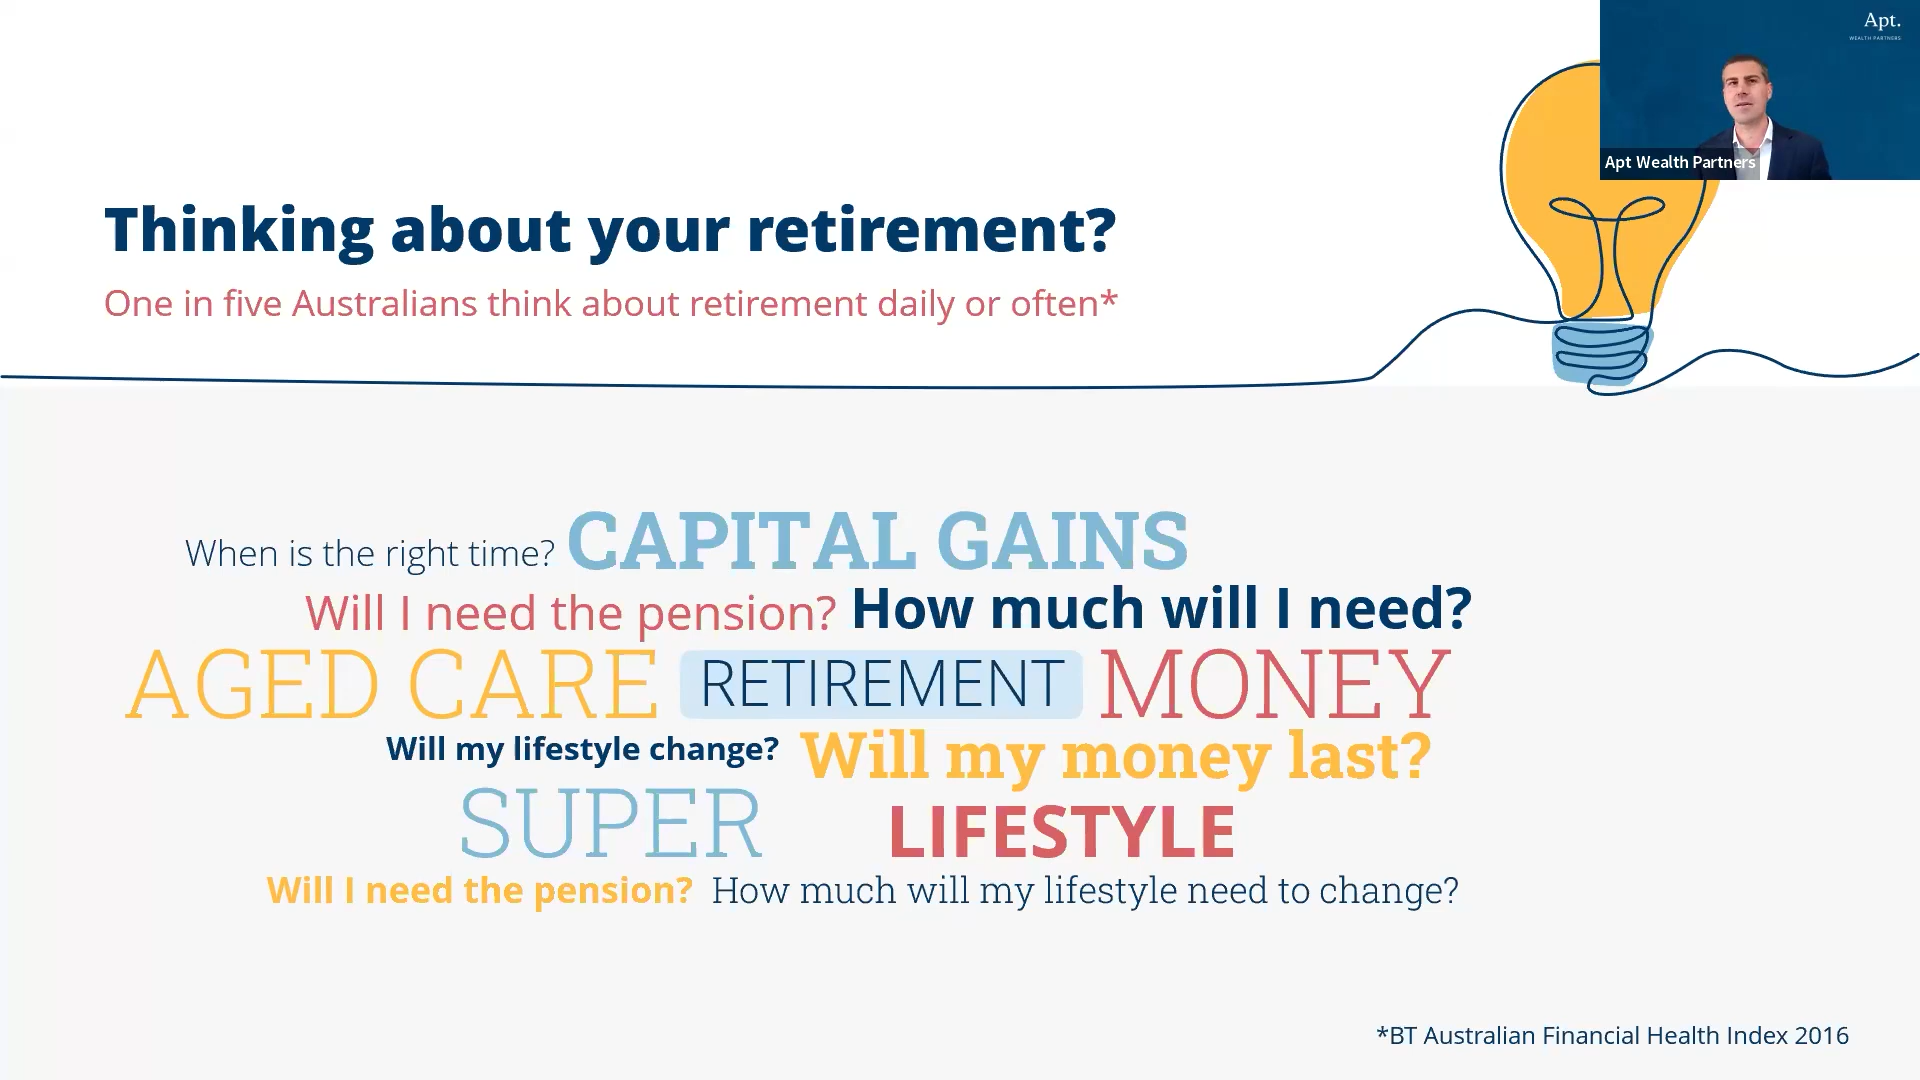 Apt.
WEALTH PARTNERS
Apt Wealth Partners
Thinking about your retirement?
One in five Australians think about retirement daily or often*
When is the right time? CAPITAL GAINS
Will I need the pension? How much will I need?
AGED CARE RETIREMENT MONEY
Will my lifestyle change? Will my money last?
SUPER LIFESTYLE
Will I need the pension? How much will my lifestyle need to change?
*BT Australian Financial Health Index 2016